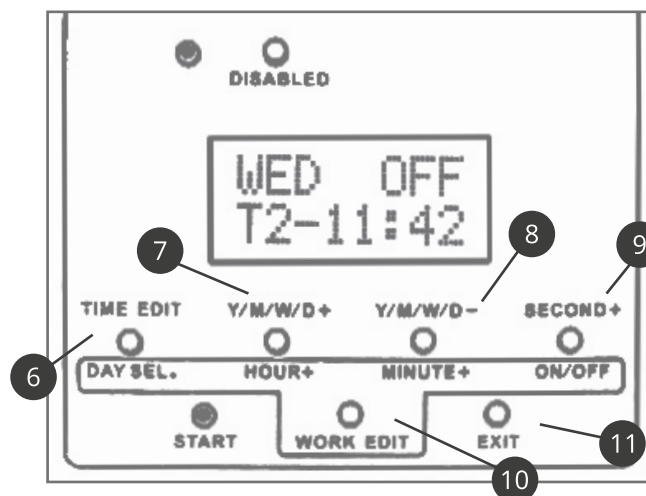 DISABLED
WED OFF
T2-11:42
7
8
9
TIME EDIT Y/M/W/D+ Y/M/W/D- SECOND+
6
DAY SEL. HOUR+ MINUTE+ ON/OFF
START WORK EDIT EXIT
11
10